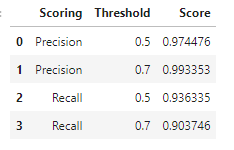 Scoring Threshold Score
0 Precision 0.5 0.974476
1 Precision 0.7 0.993353
2 Recall 0.5 0.936335
3 Recall 0.7 0.903746